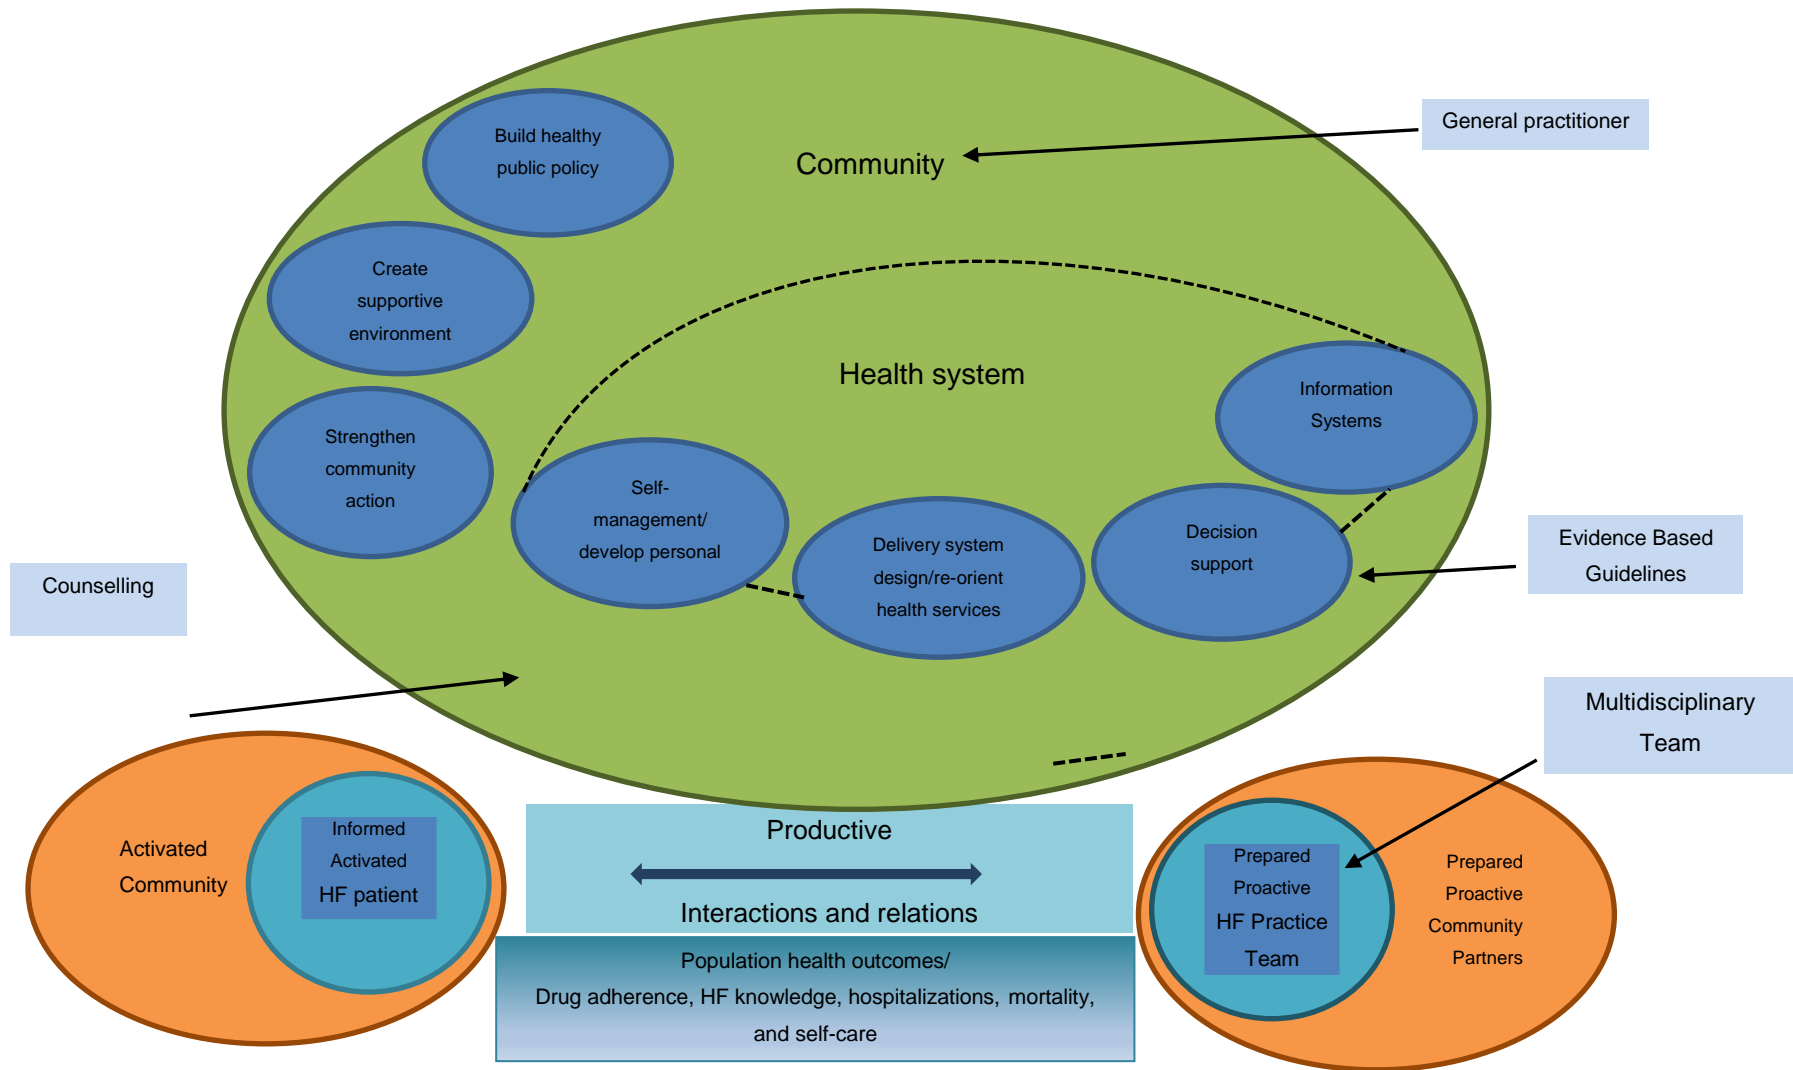 Build healthy
public policy
Community
General practitioner
Create
supportive
environment
Health system
Information
Systems
Strengthen
community
action
Self-
management/
develop personal
Delivery system
design/re-orient
health services
Decision
support
Evidence Based
Guidelines
Counselling
Multidisciplinary
Team
Activated
Community
Informed
Activated
HF patient
Productive
Interactions and relations
Prepared
Proactive
HF Practice
Team
Prepared
Proactive
Community
Partners
Population health outcomes/
Drug adherence, HF knowledge, hospitalizations, mortality,
and self-care